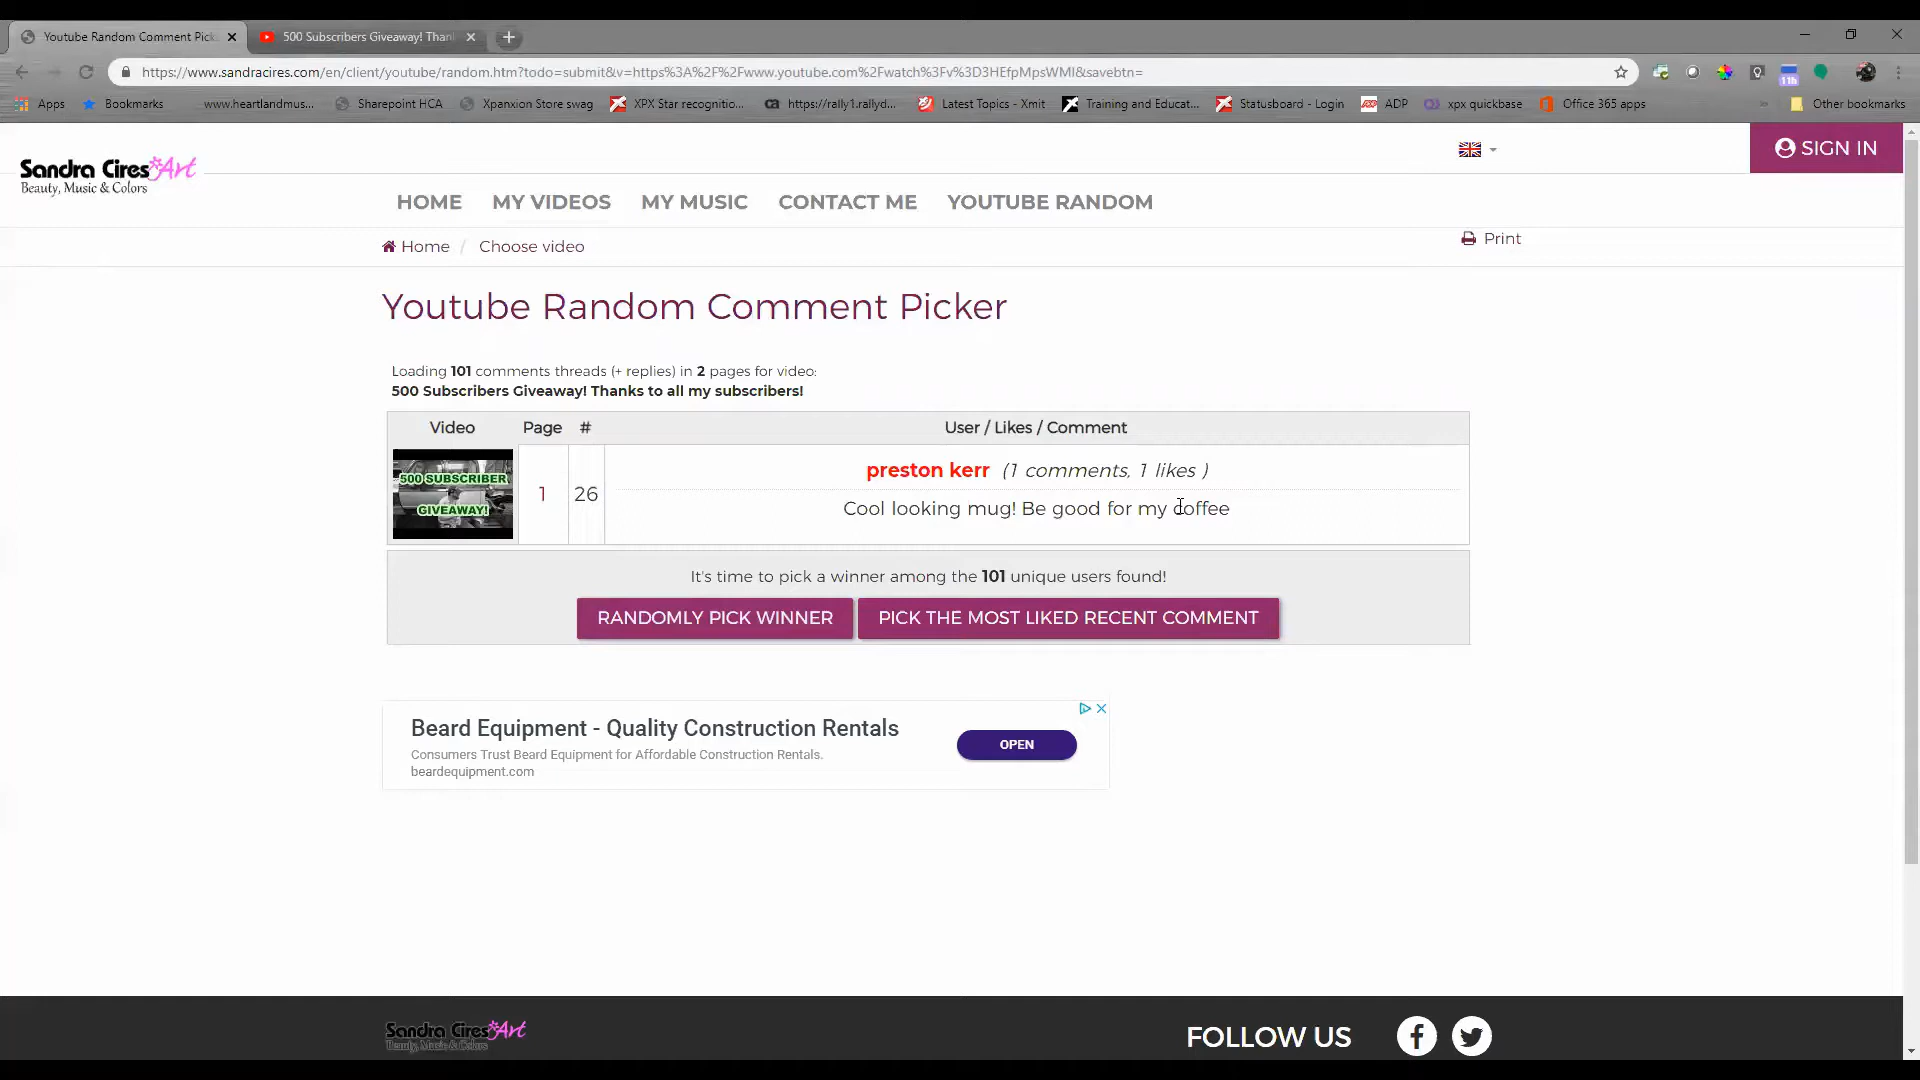 Youtube Random Comment Pick
500 Subscribers Giveaway! Than
https://www.sandracires.com/en/client/youtube/random.htm?todo=submit&v=https%3A%2F%2Fwww.youtube.com%2Fwatch%3Fv%3D3HEfpMpsWMI&savebtn=
11h
Apps Bookmarks www.heartlandmus... Sharepoint HCA Xpanxion Store swag XPX Star recognitio... https://rally1.rallyd... Latest Topics - Xmit Training and Educat... Statusboard - Login ADP xpx quickbase Office 365 apps » Other bookmarks
Sandra Cires Art
Beauty, Music & Colors
SIGN IN
HOME MY VIDEOS MY MUSIC CONTACT ME YOUTUBE RANDOM
Home / Choose video
Print
Youtube Random Comment Picker
Loading 101 comments threads (+ replies) in 2 pages for video:
500 Subscribers Giveaway! Thanks to all my subscribers!
Video Page # User / Likes / Comment
500 SUBSCRIBER
GIVEAWAY!
1 26
preston kerr (1 comments, 1 likes )
Cool looking mug! Be good for my coffee
It's time to pick a winner among the 101 unique users found!
RANDOMLY PICK WINNER PICK THE MOST LIKED RECENT COMMENT
Beard Equipment - Quality Construction Rentals
Consumers Trust Beard Equipment for Affordable Construction Rentals.
beardequipment.com
OPEN
Sandra Cires Art
Beauty, Music & Colors
FOLLOW US